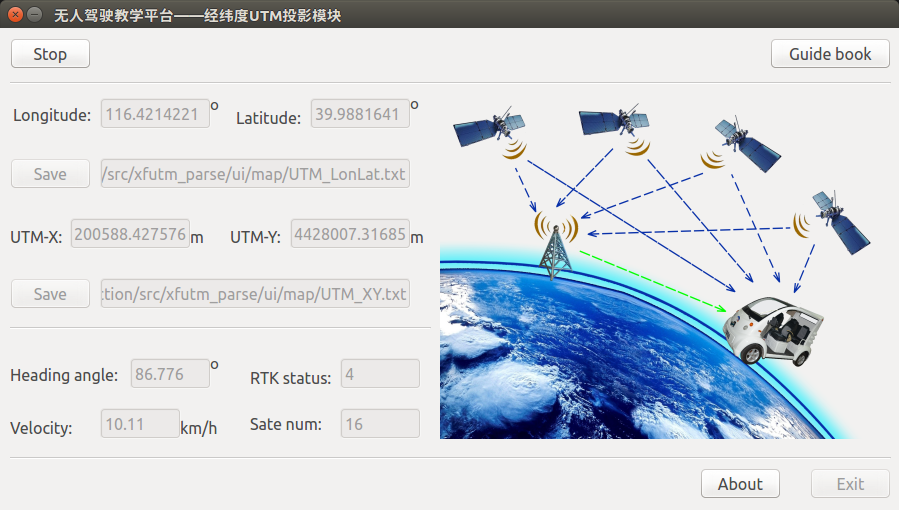 无人驾驶教学平台——经纬度UTM投影模块
Stop
Guide book
Longitude: 116.4214221 o Latitude: 39.9881641 o
Save /src/xfutm_parse/ui/map/UTM_LonLat.txt
UTM-X: 200588.427576 m UTM-Y: 4428007.31685 m
Save ction/src/xfutm_parse/ui/map/UTM_XY.txt
Heading angle: 86.776 o RTK status: 4
Velocity: 10.11 km/h Sate num: 16
About
Exit